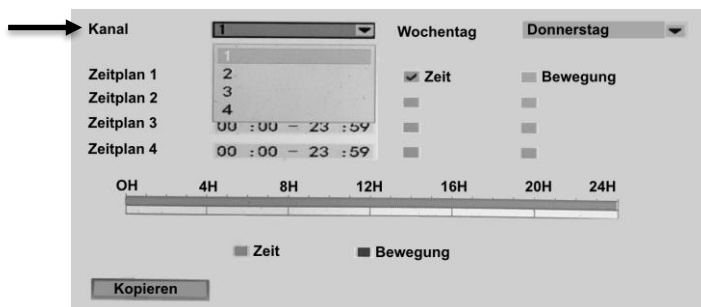 Kanal 1 Wochentag Donnerstag
1
Zeitplan 1 2 Zeit Bewegung
Zeitplan 2 3
4
Zeitplan 3 00 :00 - 23 :59
Zeitplan 4 00 :00 - 23 :59
OH 4H 8H 12H 16H 20H 24H
Zeit Bewegung
Kopieren